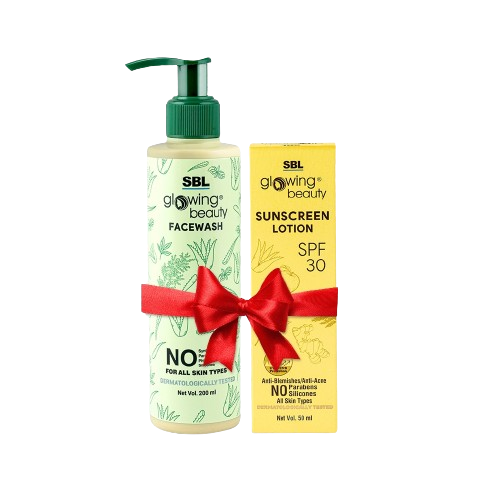 SBL
glowing®
beauty
FACEWASH
NO
FOR ALL SKIN TYPES
DERMATOLOGICALLY TESTED
Net Vol. 200 ml
SBL
glowing®
beauty
SUNSCREEN
LOTION
SPF
30
Anti-Blemishes/Anti-Acne
NO Parabens
Silicones
All Skin Types
DERMATOLOGICALLY TESTED
Net Vol. 50 ml